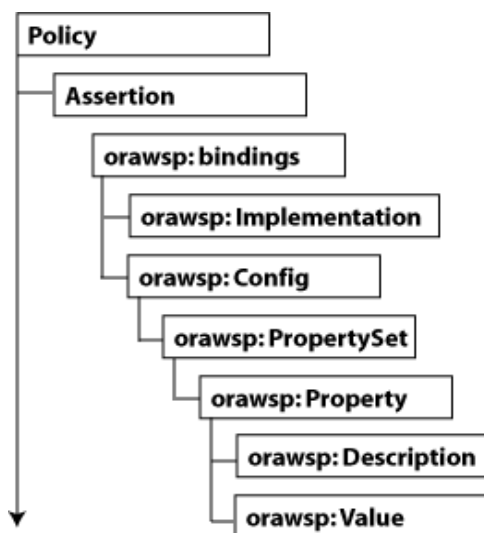 Policy
Assertion
orawsp:bindings
orawsp:Implementation
orawsp:Config
orawsp:PropertySet
orawsp:Property
orawsp:Description
orawsp:Value